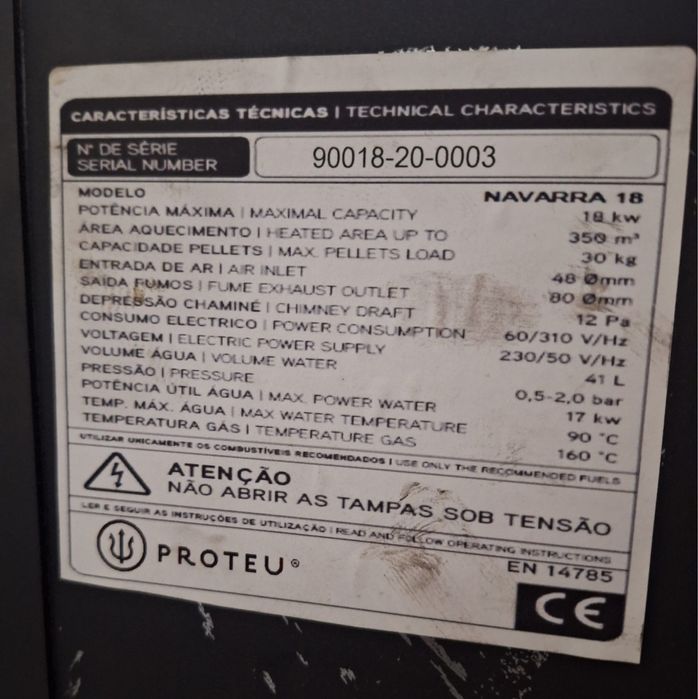 CARACTERÍSTICAS TÉCNICAS | TECHNICAL CHARACTERISTICS
Nº DE SÉRIE
SERIAL NUMBER
90018-20-0003
MODELO NAVARRA 18
POTÊNCIA MÁXIMA | MAXIMAL CAPACITY 18 kw
ÁREA AQUECIMENTO | HEATED AREA UP TO 350 m³
CAPACIDADE PELLETS | MAX. PELLETS LOAD 30 kg
ENTRADA DE AR | AIR INLET 48 Ømm
SAÍDA FUMOS | FUME EXHAUST OUTLET 80 Ømm
DEPRESSÃO CHAMINÉ | CHIMNEY DRAFT 12 Pa
CONSUMO ELECTRICO | POWER CONSUMPTION 60/310 V/Hz
VOLTAGEM | ELECTRIC POWER SUPPLY 230/50 V/Hz
VOLUME ÁGUA | VOLUME WATER 41 L
PRESSÃO | PRESSURE 0,5-2,0 bar
POTÊNCIA ÚTIL ÁGUA | MAX. POWER WATER 17 kw
TEMP. MÁX. ÁGUA | MAX WATER TEMPERATURE 90 °C
TEMPERATURA GÁS | TEMPERATURE GAS 160 °C
UTILIZAR UNICAMENTE OS COMBUSTÍVEIS RECOMENDADOS | USE ONLY THE RECOMMENDED FUELS
ATENÇÃO
NÃO ABRIR AS TAMPAS SOB TENSÃO
LER E SEGUIR AS INSTRUÇÕES DE UTILIZAÇÃO | READ AND FOLLOW OPERATING INSTRUCTIONS
PROTEU®
EN 14785
CE